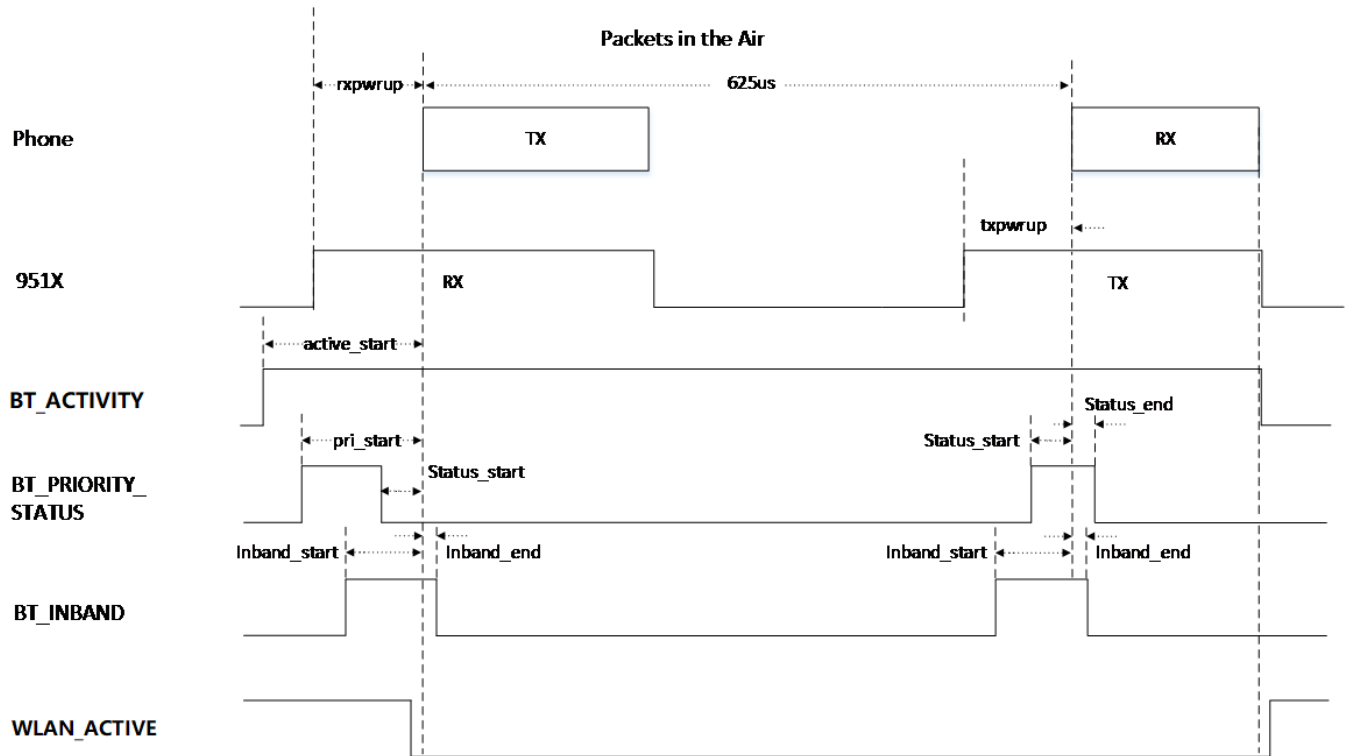 Packets in the Air
rxpwrup
625us
Phone
TX
RX
txpwrup
951X
RX
TX
active_start
BT_ACTIVITY
Status_end
pri_start
Status_start
Status_start
BT_PRIORITY_
STATUS
Inband_start
Inband_end
Inband_start
Inband_end
BT_INBAND
WLAN_ACTIVE